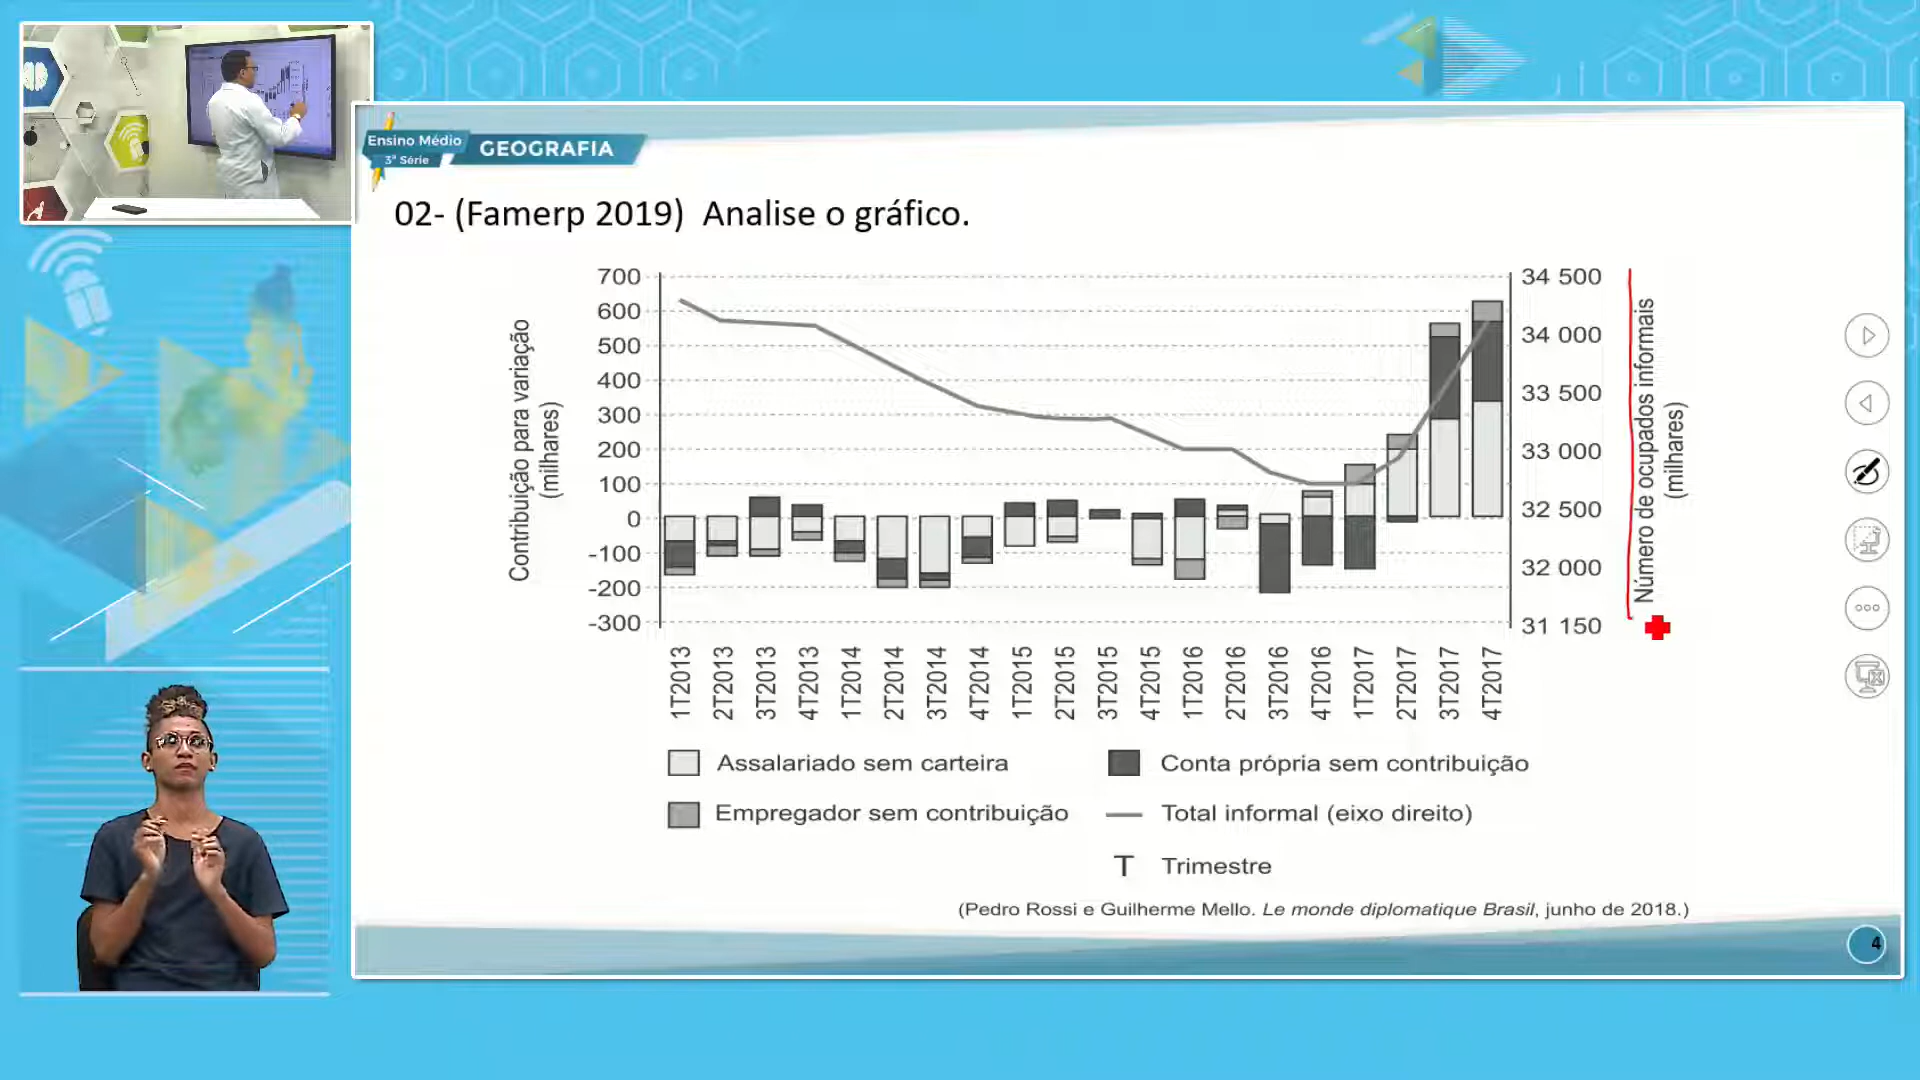 Ensino Médio
3ª Série
GEOGRAFIA
02- (Famerp 2019) Analise o gráfico.
Contribuição para variação
(milhares)
700
600
500
400
300
200
100
0
-100
-200
-300
34 500
34 000
33 500
33 000
32 500
32 000
31 150
Número de ocupados informais
(milhares)
1T2013
2T2013
3T2013
4T2013
1T2014
2T2014
3T2014
4T2014
1T2015
2T2015
3T2015
4T2015
1T2016
2T2016
3T2016
4T2016
1T2017
2T2017
3T2017
4T2017
Assalariado sem carteira
Conta própria sem contribuição
Empregador sem contribuição
Total informal (eixo direito)
T Trimestre
(Pedro Rossi e Guilherme Mello. Le monde diplomatique Brasil, junho de 2018.)
4